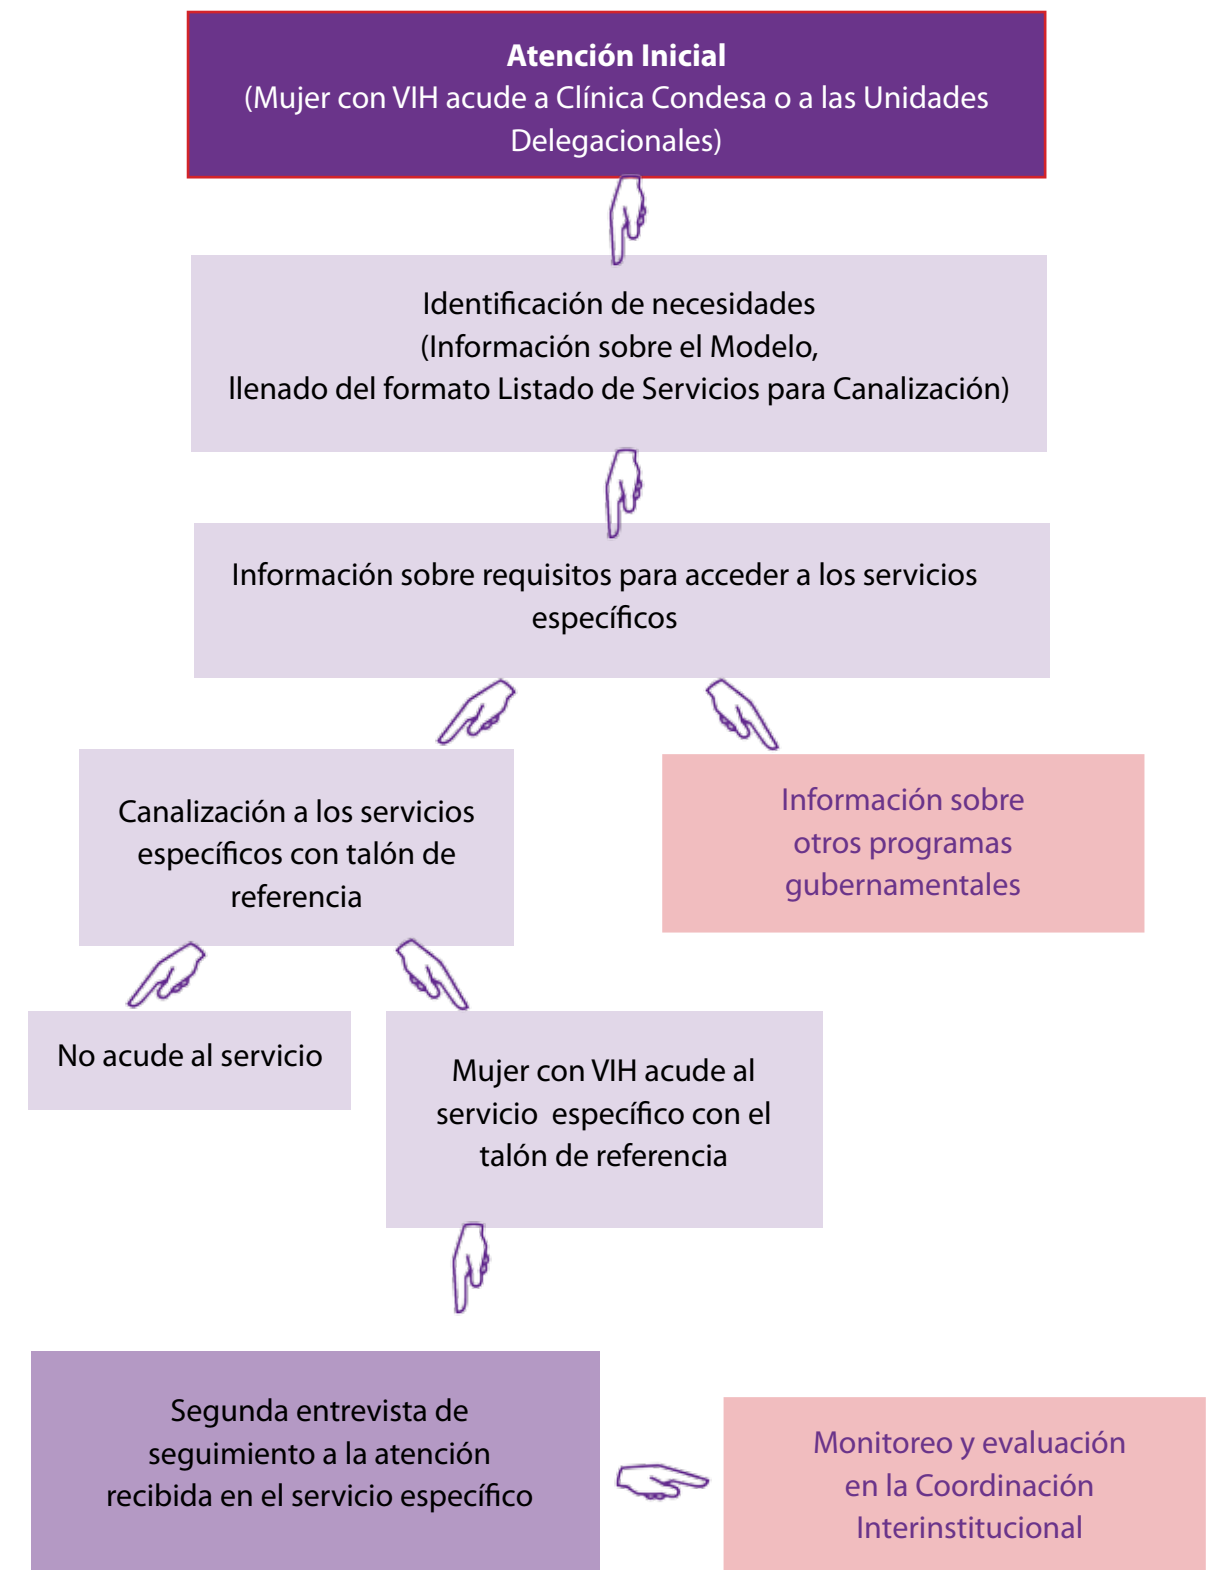 Atención Inicial
(Mujer con VIH acude a Clínica Condesa o a las Unidades
Delegacionales)
Identificación de necesidades
(Información sobre el Modelo,
llenado del formato Listado de Servicios para Canalización)
Información sobre requisitos para acceder a los servicios
específicos
Canalización a los servicios
específicos con talón de
referencia
Información sobre
otros programas
gubernamentales
No acude al servicio
Mujer con VIH acude al
servicio  específico con el
talón de referencia
Segunda entrevista de
seguimiento a la atención
recibida en el servicio específico
Monitoreo y evaluación
en la Coordinación
Interinstitucional